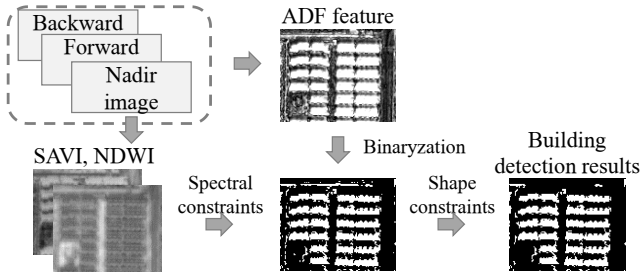 Backward
Forward
Nadir
image
ADF feature
SAVI, NDWI
Binaryzation
Building
detection results
Spectral
constraints
Shape
constraints